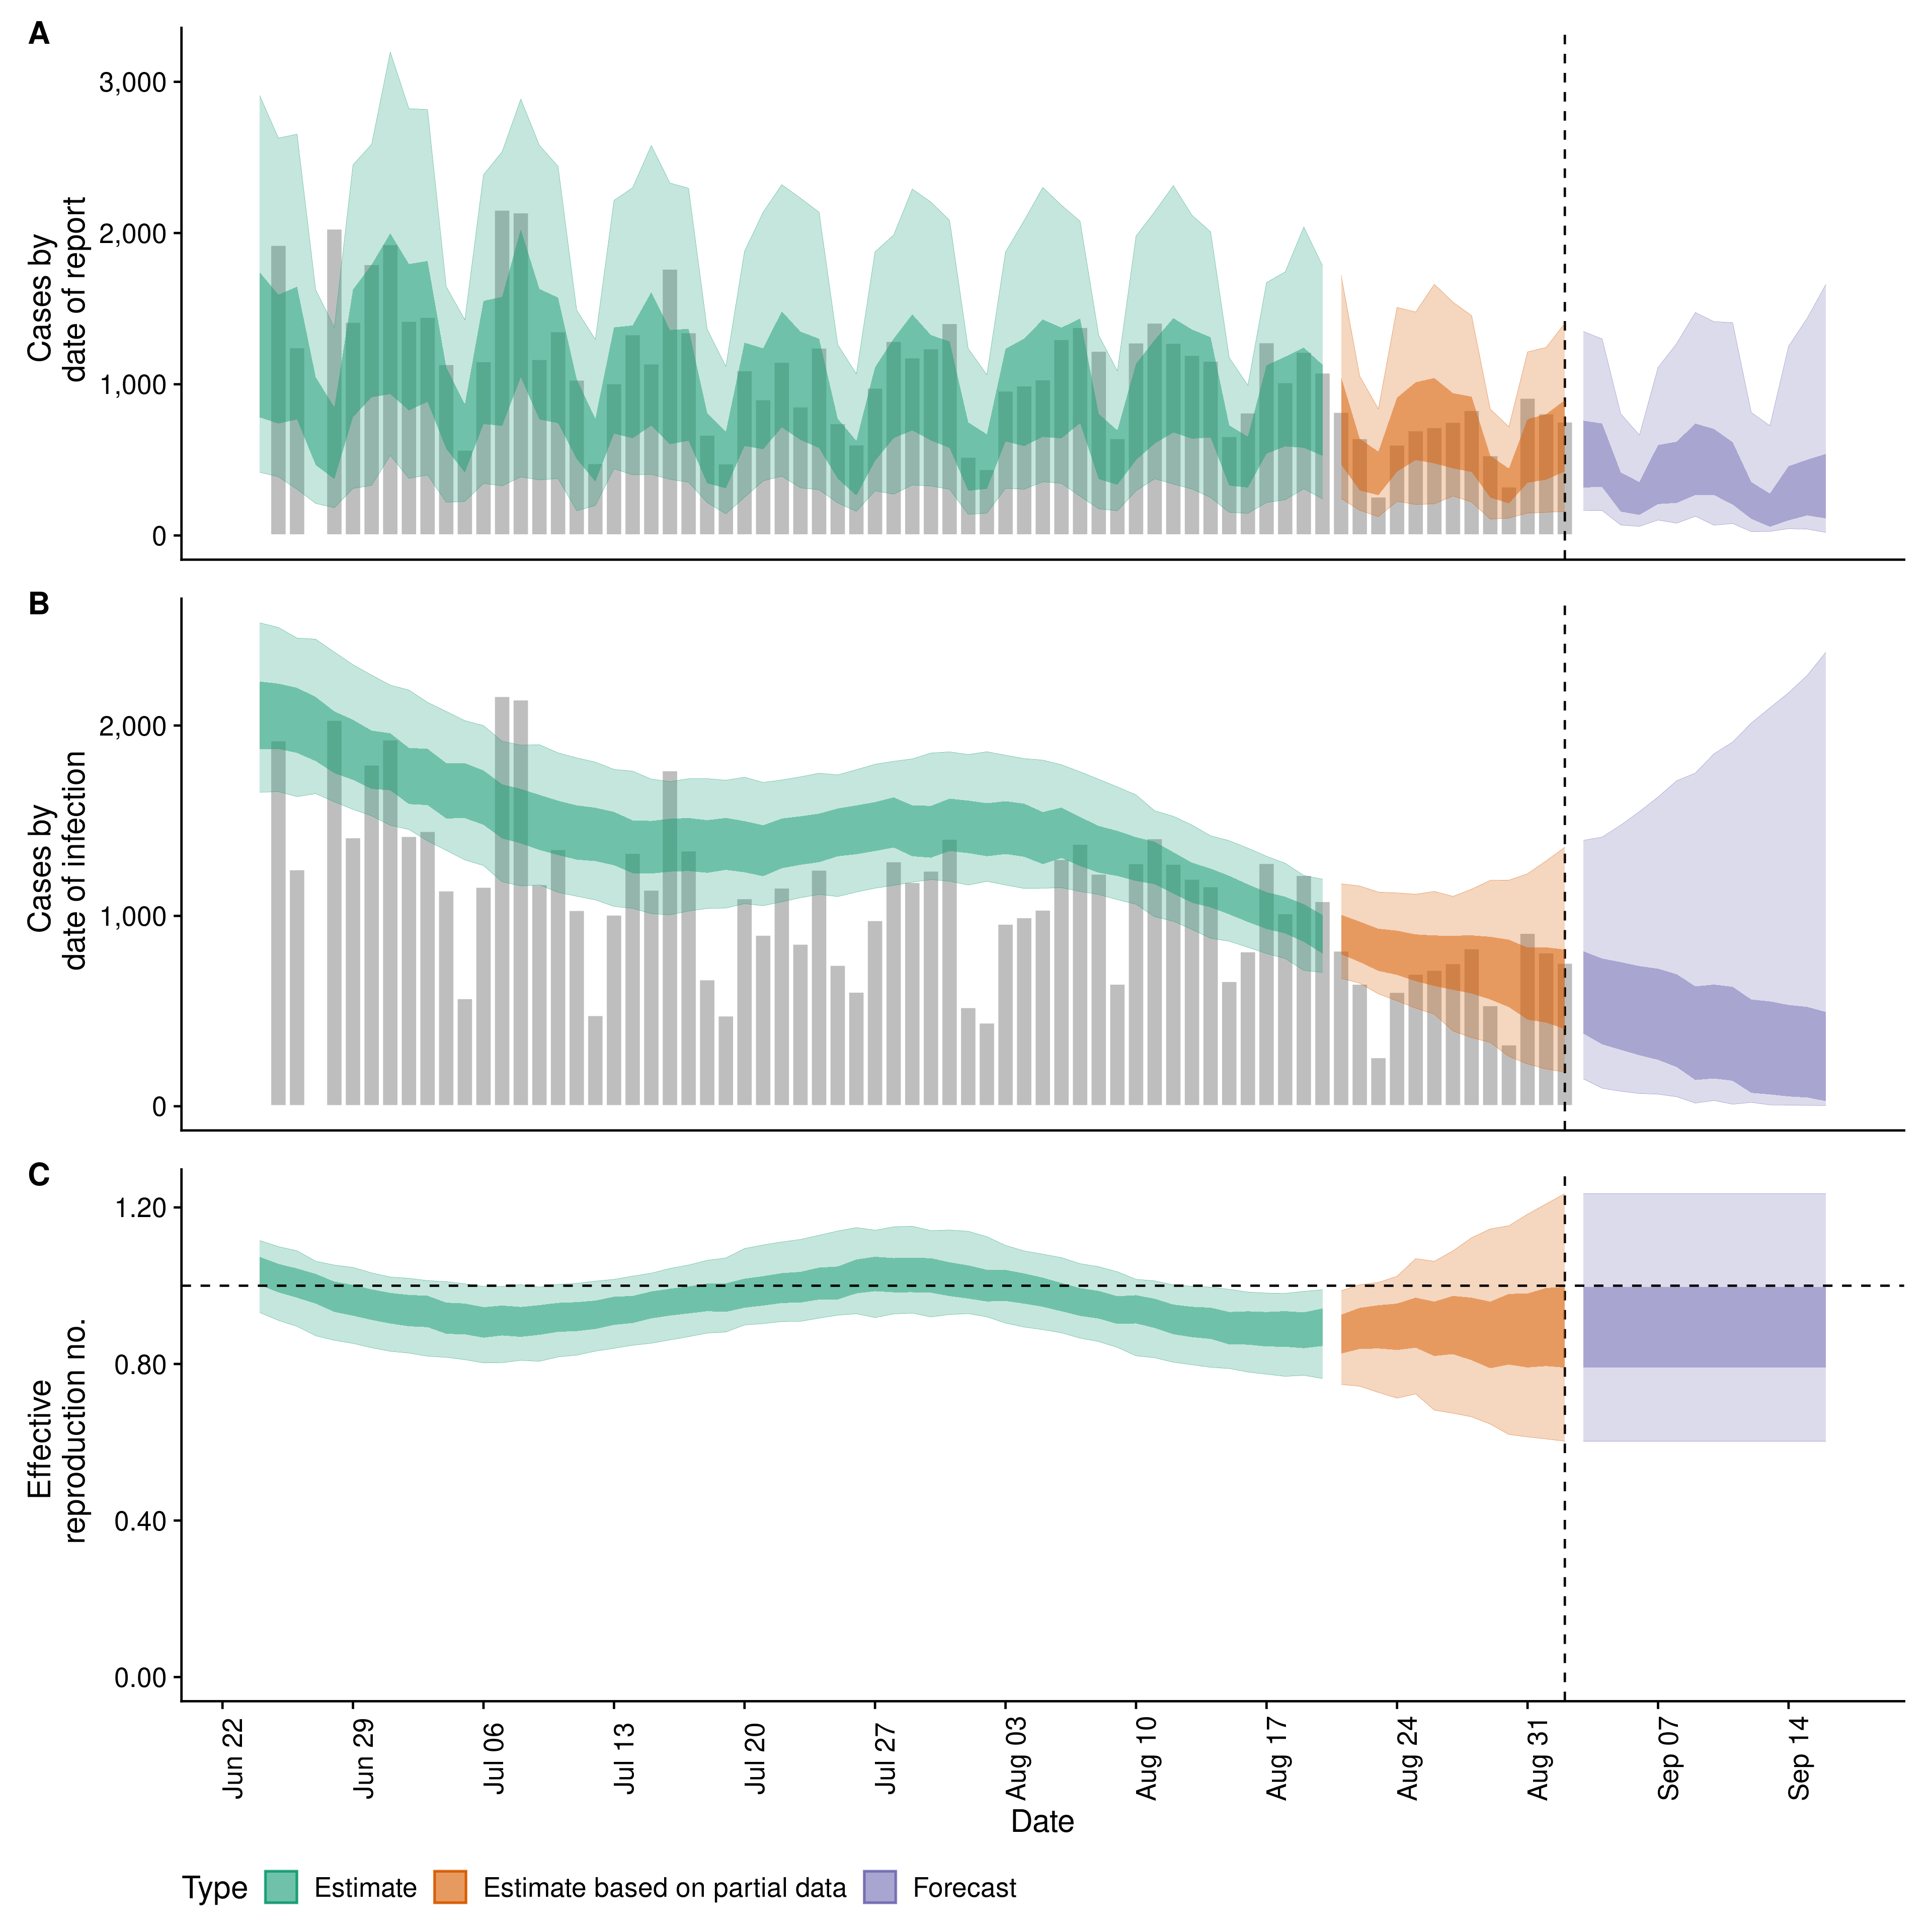 A
3,000
2,000
1,000
0
Cases by
date of report
B
2,000
1,000
0
Cases by
date of infection
C
1.20
0.80
0.40
0.00
Effective
reproduction no.
Jun 22
Jun 29
Jul 06
Jul 13
Jul 20
Jul 27
Aug 03
Aug 10
Aug 17
Aug 24
Aug 31
Sep 07
Sep 14
Date
Type Estimate Estimate based on partial data Forecast